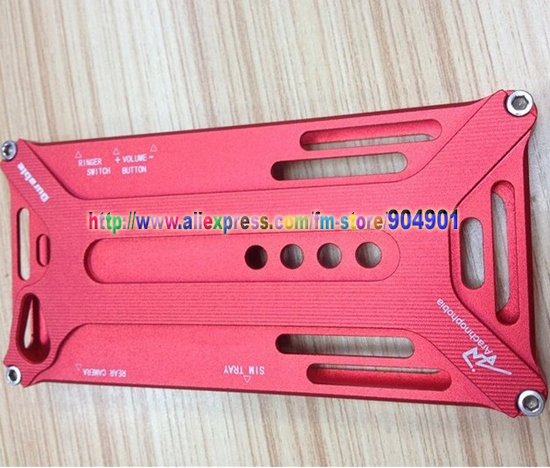 RINGER
SWITCH
+ VOLUME -
BUTTON
Durable
http://www.aliexpress.com/fm-store/904901
Arachnophobia
REAR CAMERA
SIM TRAY